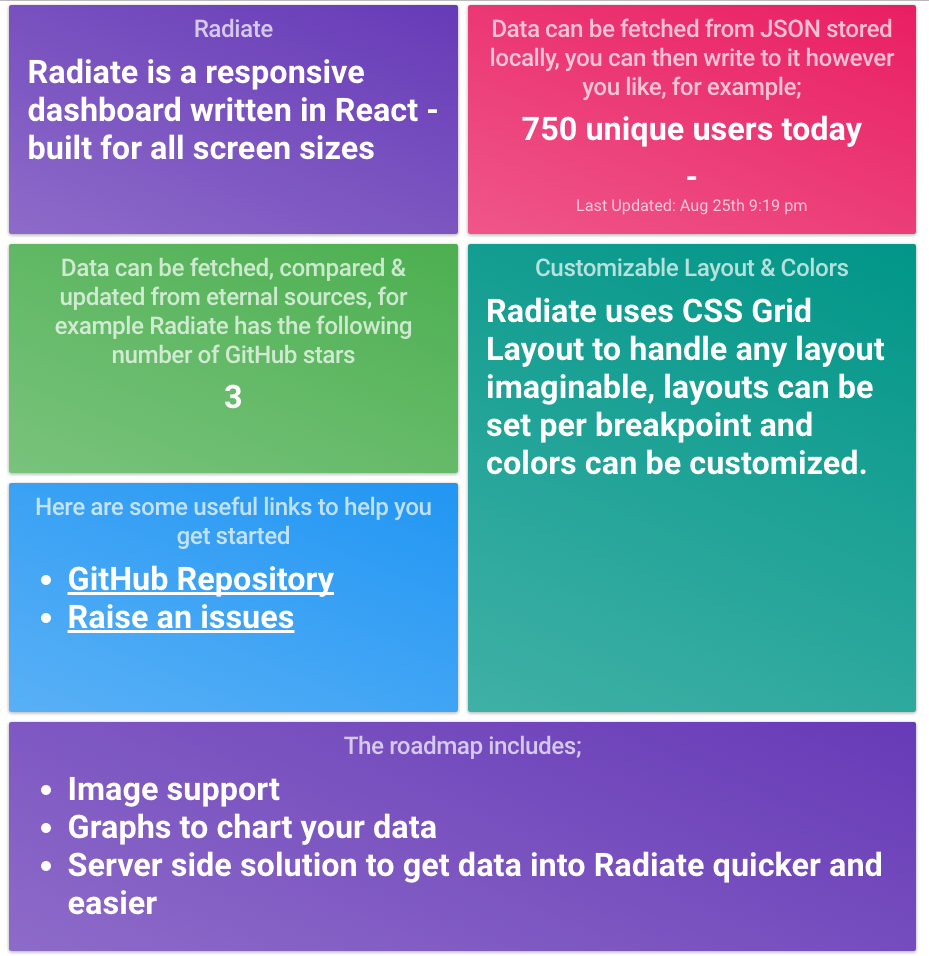 Radiate
Radiate is a responsive
dashboard written in React -
built for all screen sizes
Data can be fetched from JSON stored
locally, you can then write to it however
you like, for example;
750 unique users today
-
Last Updated: Aug 25th 9:19 pm
Data can be fetched, compared &
updated from eternal sources, for
example Radiate has the following
number of GitHub stars
3
Customizable Layout & Colors
Radiate uses CSS Grid
Layout to handle any layout
imaginable, layouts can be
set per breakpoint and
colors can be customized.
Here are some useful links to help you
get started
• GitHub Repository
• Raise an issues
The roadmap includes;
• Image support
• Graphs to chart your data
• Server side solution to get data into Radiate quicker and
easier